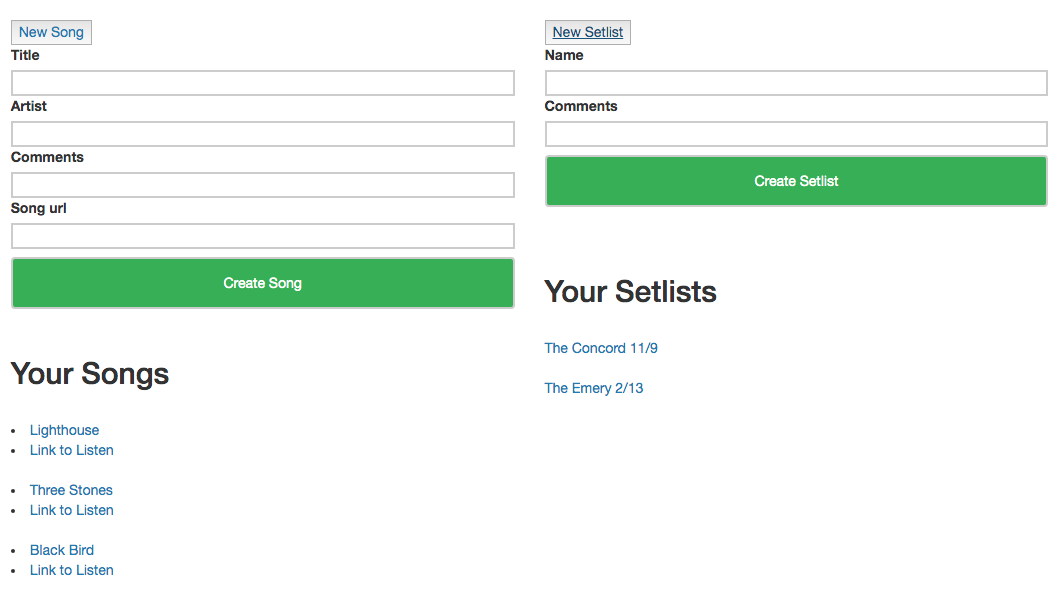 New Song
Title
Artist
Comments
Song url
Create Song
Your Songs
Lighthouse
Link to Listen
Three Stones
Link to Listen
Black Bird
Link to Listen
New Setlist
Name
Comments
Create Setlist
Your Setlists
The Concord 11/9
The Emery 2/13